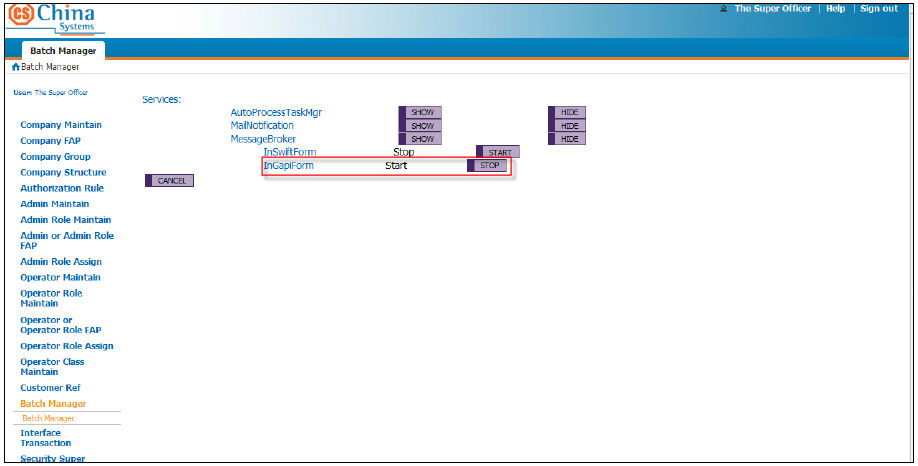 CS China
Systems
The Super Officer | Help | Sign out
Batch Manager
Batch Manager
User: The Super Officer
Services:
AutoProcessTaskMgr SHOW HIDE
MailNotification SHOW HIDE
MessageBroker SHOW HIDE
InSwiftForm Stop START
InGapiForm Start STOP
CANCEL
Company Maintain
Company FAP
Company Group
Company Structure
Authorization Rule
Admin Maintain
Admin Role Maintain
Admin or Admin Role
FAP
Admin Role Assign
Operator Maintain
Operator Role
Maintain
Operator or
Operator Role FAP
Operator Role Assign
Operator Class
Maintain
Customer Ref
Batch Manager
Batch Manager
Interface
Transaction
Security Super